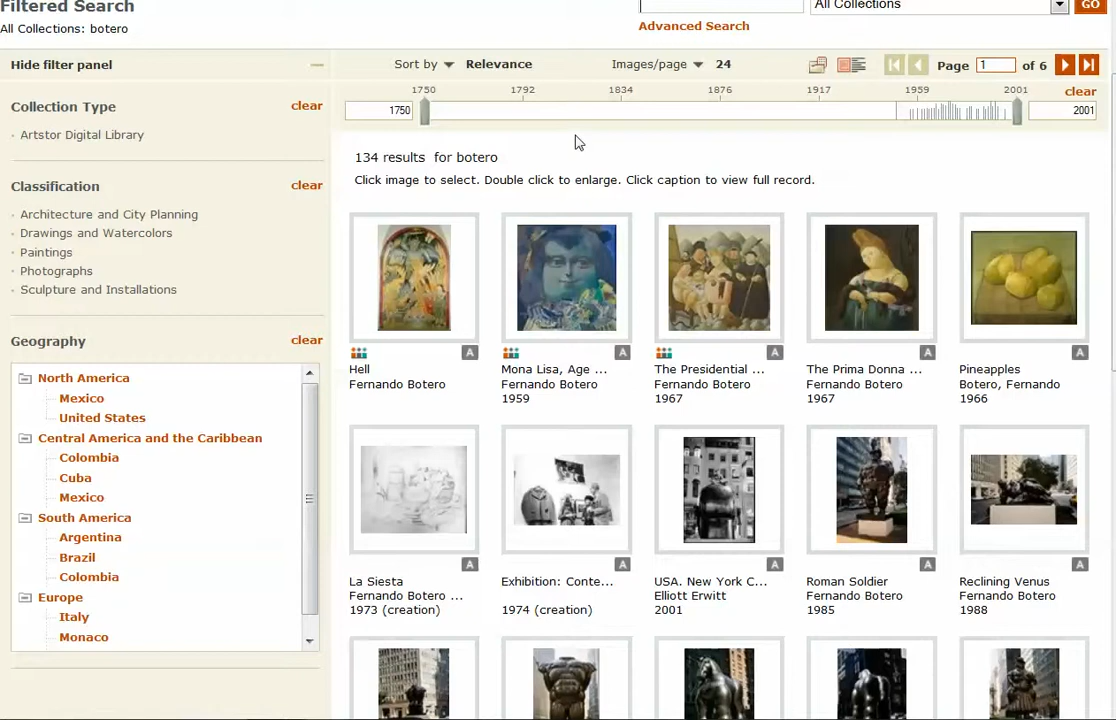 Filtered Search
All Collections
GO
All Collections: botero
Advanced Search
Hide filter panel
Sort by Relevance
Images/page 24
Page 1 of 6
1750 1792 1834 1876 1917 1959 2001
clear
1750
2001
Collection Type clear
Artstor Digital Library
Classification clear
Architecture and City Planning
Drawings and Watercolors
Paintings
Photographs
Sculpture and Installations
Geography clear
North America
Mexico
United States
Central America and the Caribbean
Colombia
Cuba
Mexico
South America
Argentina
Brazil
Colombia
Europe
Italy
Monaco
134 results for botero
Click image to select. Double click to enlarge. Click caption to view full record.
A
Hell
Fernando Botero
A
Mona Lisa, Age ...
Fernando Botero
1959
A
The Presidential ...
Fernando Botero
1967
A
The Prima Donna ...
Fernando Botero
1967
A
Pineapples
Botero, Fernando
1966
A
La Siesta
Fernando Botero ...
1973 (creation)
A
Exhibition: Conte...
1974 (creation)
A
USA. New York C...
Elliott Erwitt
2001
A
Roman Soldier
Fernando Botero
1985
A
Reclining Venus
Fernando Botero
1988